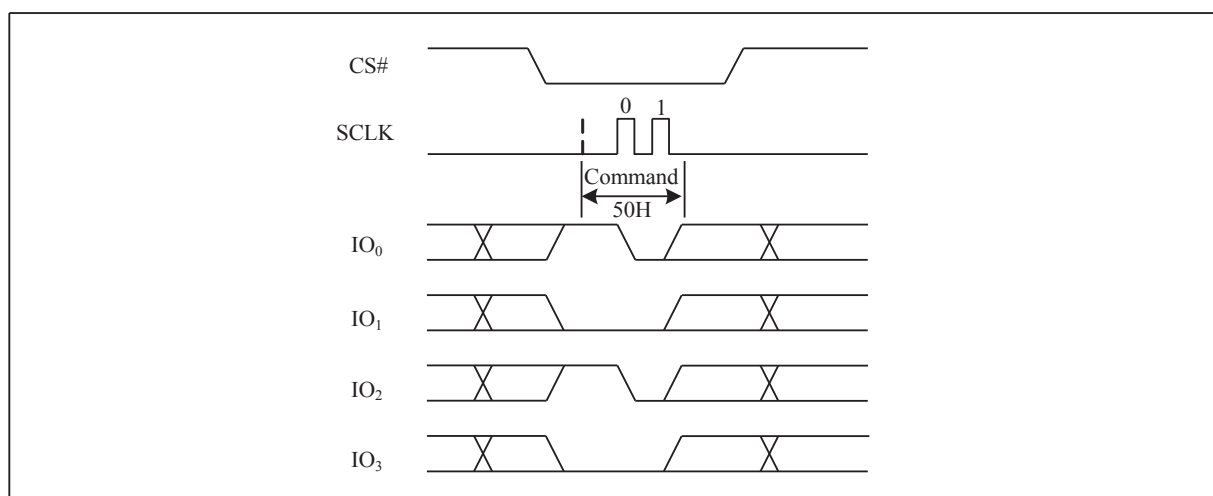 CS#
0 1
SCLK
Command
50H
IO₀
IO₁
IO₂
IO₃